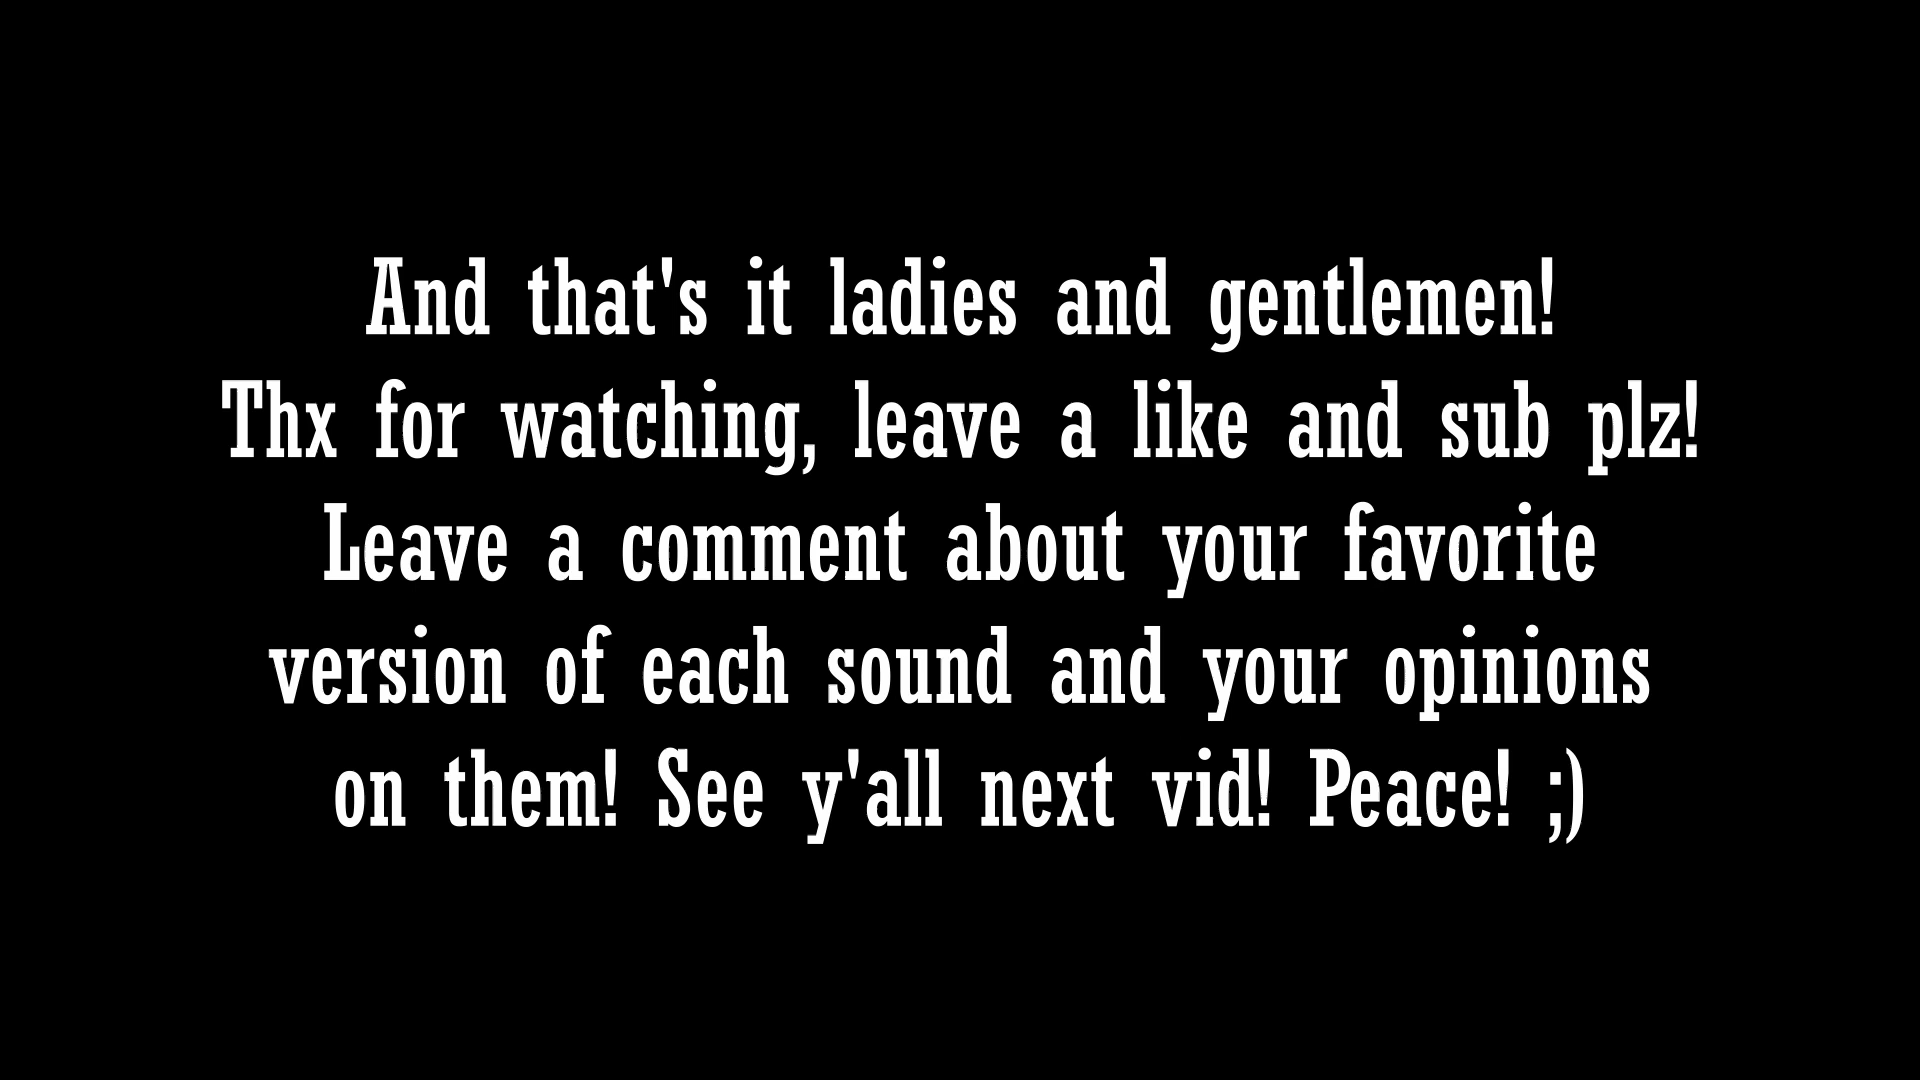 And that's it ladies and gentlemen!
Thx for watching, leave a like and sub plz!
Leave a comment about your favorite
version of each sound and your opinions
on them! See y'all next vid! Peace! ;)